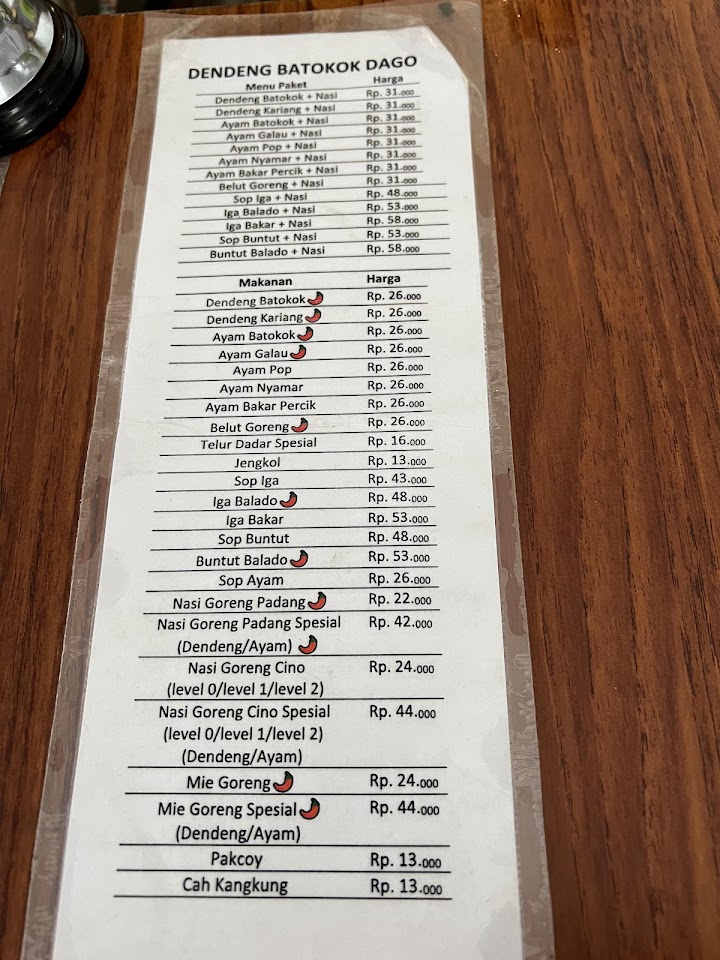 DENDENG BATOKOK DAGO
Menu Paket Harga
Dendeng Batokok + Nasi Rp. 31.000
Dendeng Kariang + Nasi Rp. 31.000
Ayam Batokok + Nasi Rp. 31.000
Ayam Galau + Nasi Rp. 31.000
Ayam Pop + Nasi Rp. 31.000
Ayam Nyamar + Nasi Rp. 31.000
Ayam Bakar Percik + Nasi Rp. 31.000
Belut Goreng + Nasi Rp. 31.000
Sop Iga + Nasi Rp. 48.000
Iga Balado + Nasi Rp. 53.000
Iga Bakar + Nasi Rp. 58.000
Sop Buntut + Nasi Rp. 53.000
Buntut Balado + Nasi Rp. 58.000
Makanan Harga
Dendeng Batokok Rp. 26.000
Dendeng Kariang Rp. 26.000
Ayam Batokok Rp. 26.000
Ayam Galau Rp. 26.000
Ayam Pop Rp. 26.000
Ayam Nyamar Rp. 26.000
Ayam Bakar Percik Rp. 26.000
Belut Goreng Rp. 26.000
Telur Dadar Spesial Rp. 16.000
Jengkol Rp. 13.000
Sop Iga Rp. 43.000
Iga Balado Rp. 48.000
Iga Bakar Rp. 53.000
Sop Buntut Rp. 48.000
Buntut Balado Rp. 53.000
Sop Ayam Rp. 26.000
Nasi Goreng Padang Rp. 22.000
Nasi Goreng Padang Spesial Rp. 42.000
(Dendeng/Ayam)
Nasi Goreng Cino Rp. 24.000
(level 0/level 1/level 2)
Nasi Goreng Cino Spesial Rp. 44.000
(level 0/level 1/level 2)
(Dendeng/Ayam)
Mie Goreng Rp. 24.000
Mie Goreng Spesial Rp. 44.000
(Dendeng/Ayam)
Pakcoy Rp. 13.000
Cah Kangkung Rp. 13.000